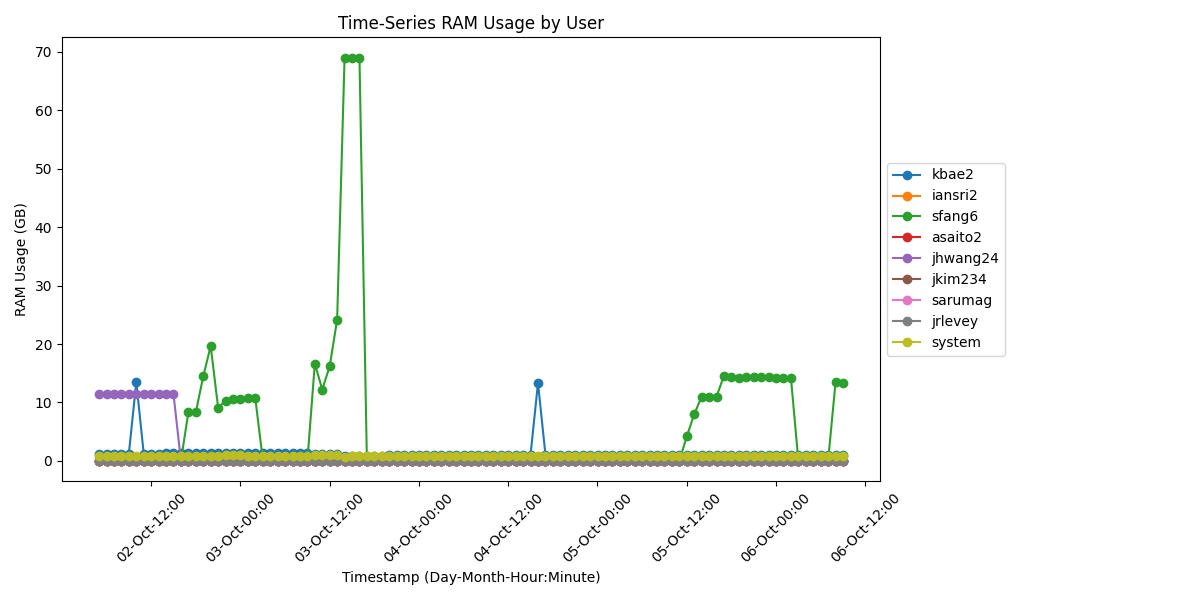 Time-Series RAM Usage by User
RAM Usage (GB)
70
60
50
40
30
20
10
0
02-Oct-12:00
03-Oct-00:00
03-Oct-12:00
04-Oct-00:00
04-Oct-12:00
05-Oct-00:00
05-Oct-12:00
06-Oct-00:00
06-Oct-12:00
Timestamp (Day-Month-Hour:Minute)
kbae2
iansri2
sfang6
asaito2
jhwang24
jkim234
sarumag
jrlevey
system